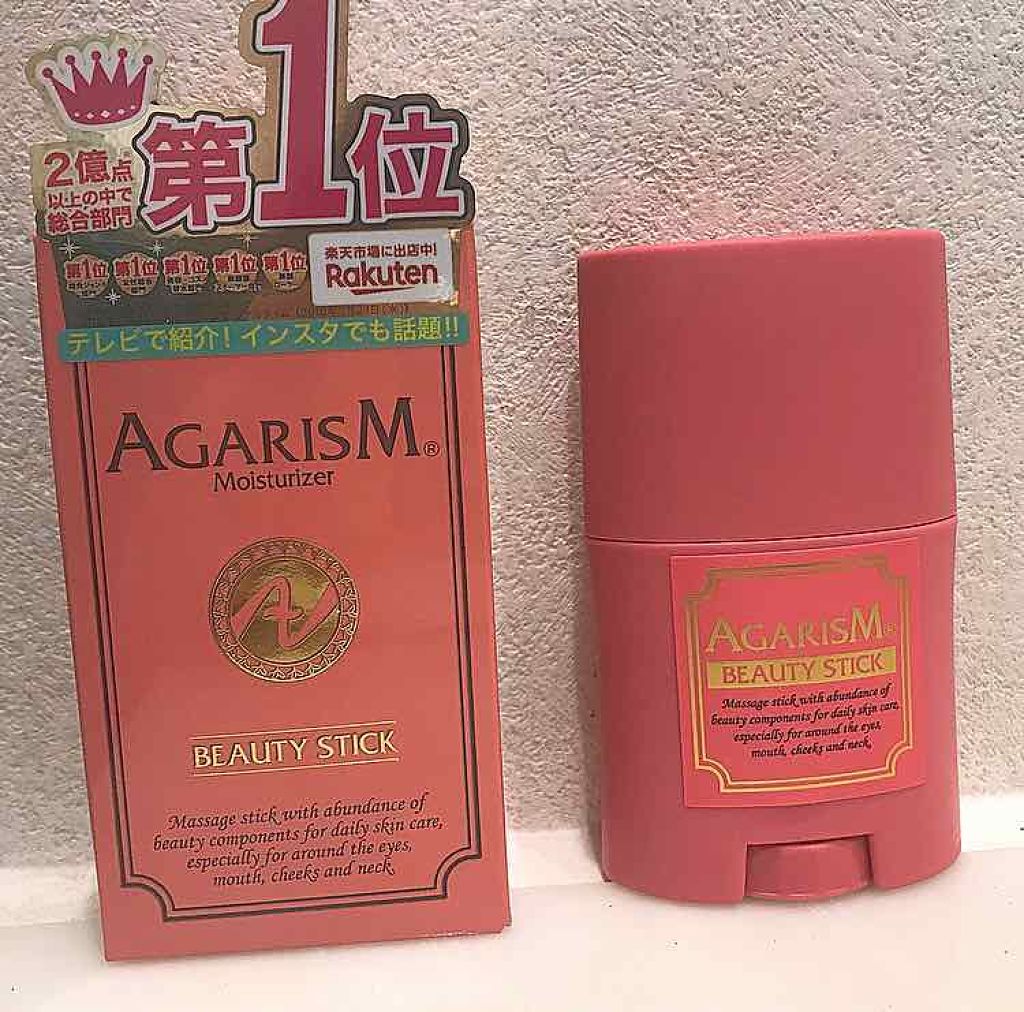 第1位
2億点
以上の中で
総合部門
第1位
第1位
第1位
第1位
第1位
楽天市場に出店中!
Rakuten
テレビで紹介!インスタでも話題!!
AGARISM®
Moisturizer
A
BEAUTY STICK
Massage stick with abundance of
beauty components for daily skin care,
especially for around the eyes,
mouth, cheeks and neck.
AGARISM®
BEAUTY STICK
Massage stick with abundance of
beauty components for daily skin care,
especially for around the eyes,
mouth, cheeks and neck.